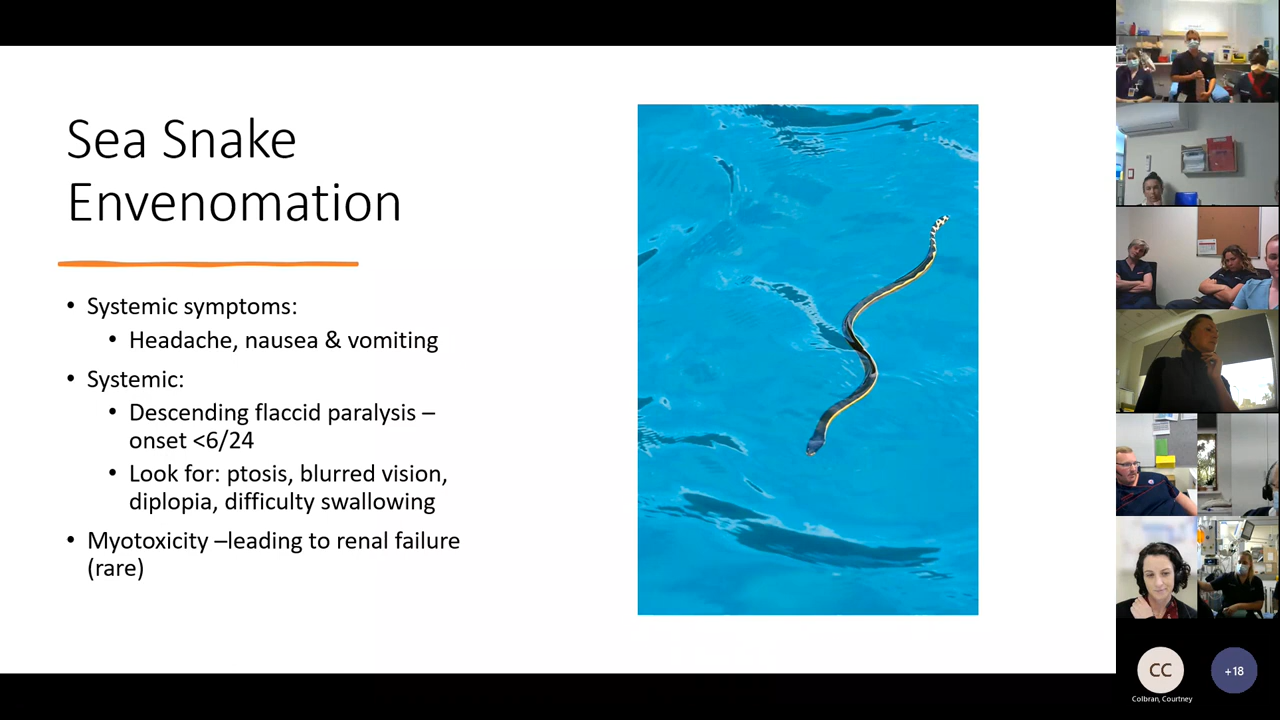 Sea Snake
Envenomation
• Systemic symptoms:
• Headache, nausea & vomiting
• Systemic:
• Descending flaccid paralysis –
onset <6/24
• Look for: ptosis, blurred vision,
diplopia, difficulty swallowing
• Myotoxicity –leading to renal failure
(rare)
CC
+18
Colbran, Courtney